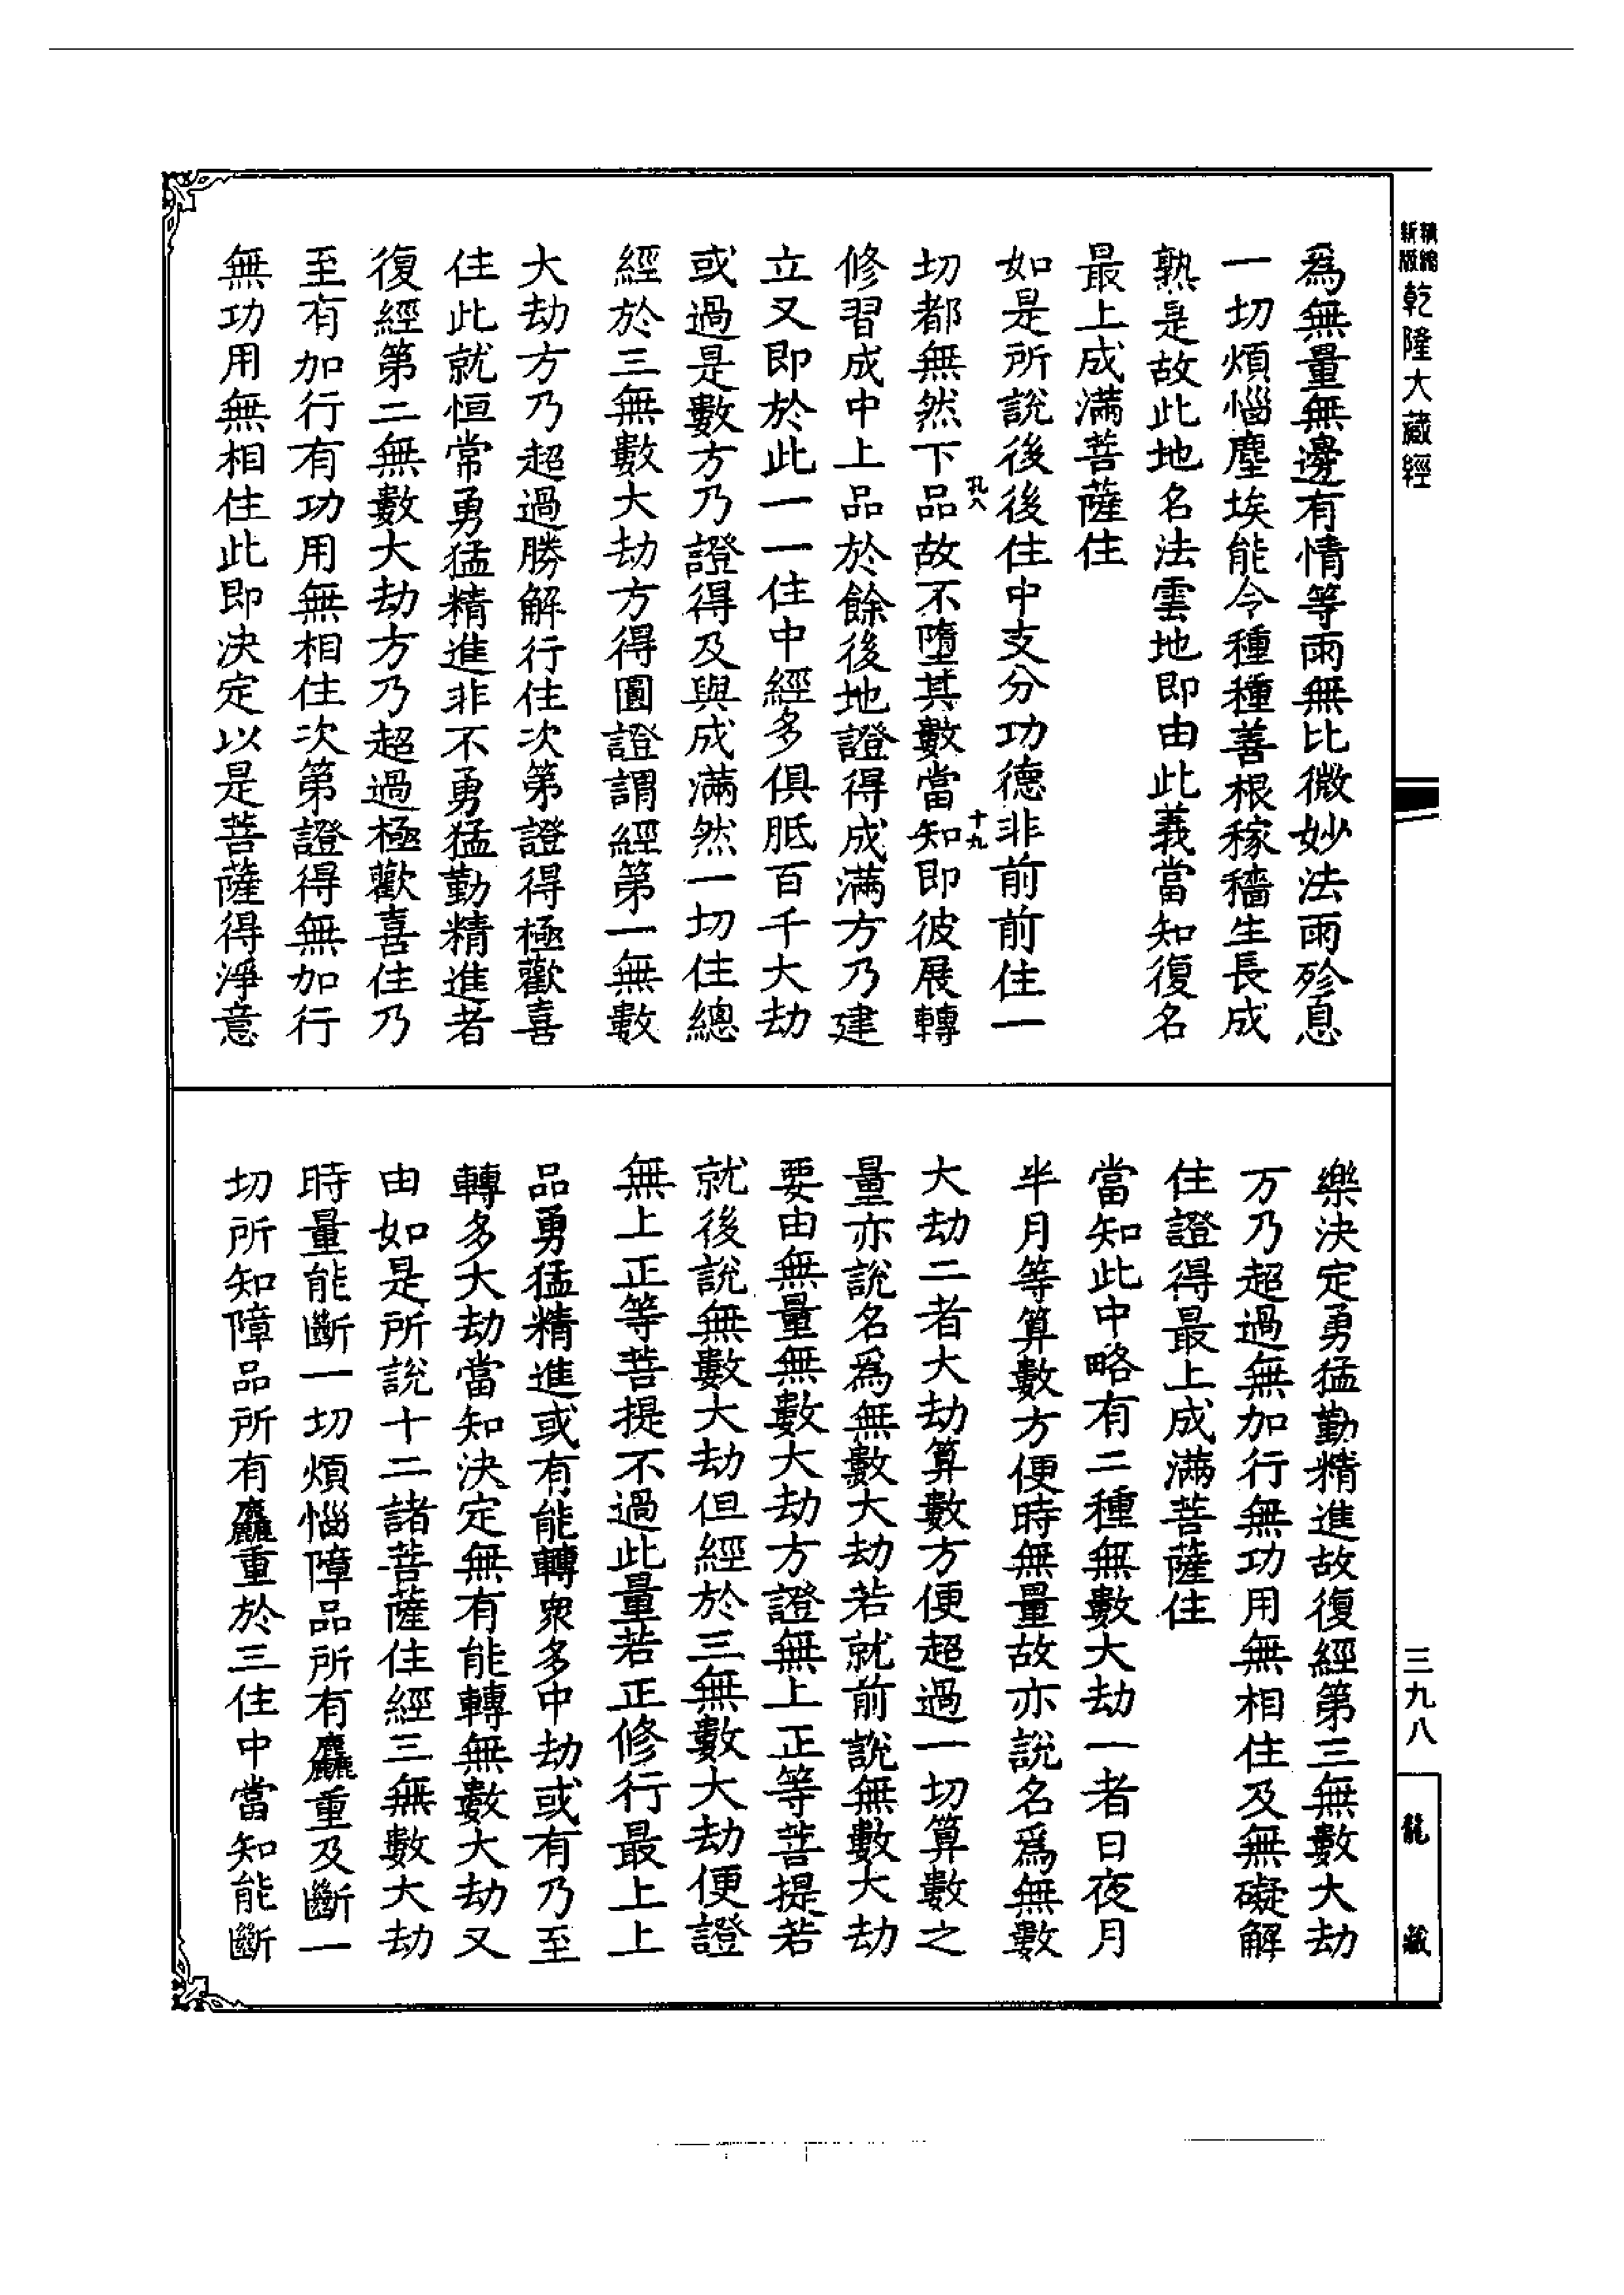 精縮
新版
乾隆大藏經
三九八
龍藏
爲無量無邊有情等雨無比微妙法雨殄息
一切煩惱塵埃能令種種善根稼穡生長成
熟是故此地名法雲地即由此義當知復名
最上成滿菩薩住
如是所說後後住中支分功德非前前住一
十九
切都無然下品故不墮其數當知即彼展轉
修習成中上品於餘後地證得成滿方乃建
立又即於此一一住中經多俱胝百千大劫
或過是數方乃證得及與成滿然一切住總
經於三無數大劫方得圓證謂經第一無數
大劫方乃超過勝解行住次第證得極歡喜
住此就恒常勇猛精進非不勇猛勤精進者
復經第二無數大劫方乃超過極歡喜住乃
至有加行有功用無相住次第證得無加行
無功用無相住此即決定以是菩薩得淨意
樂決定勇猛勤精進故復經第三無數大劫
方乃超過無加行無功用無相住及無礙解
住證得最上成滿菩薩住
當知此中略有二種無數大劫一者日夜月
半月等算數方便時無量故亦說名爲無數
大劫二者大劫算數方便超過一切算數之
量亦說名爲無數大劫若就前說無數大劫
要由無量無數大劫方證無上正等菩提若
就後說無數大劫但經於三無數大劫便證
無上正等菩提不過此量若正修行最上上
品勇猛精進或有能轉衆多中劫或有乃至
轉多大劫當知決定無有能轉無數大劫又
由如是所說十二諸菩薩住經三無數大劫
時量能斷一切煩惱障品所有麤重及斷一
切所知障品所有麤重於三住中當知能斷